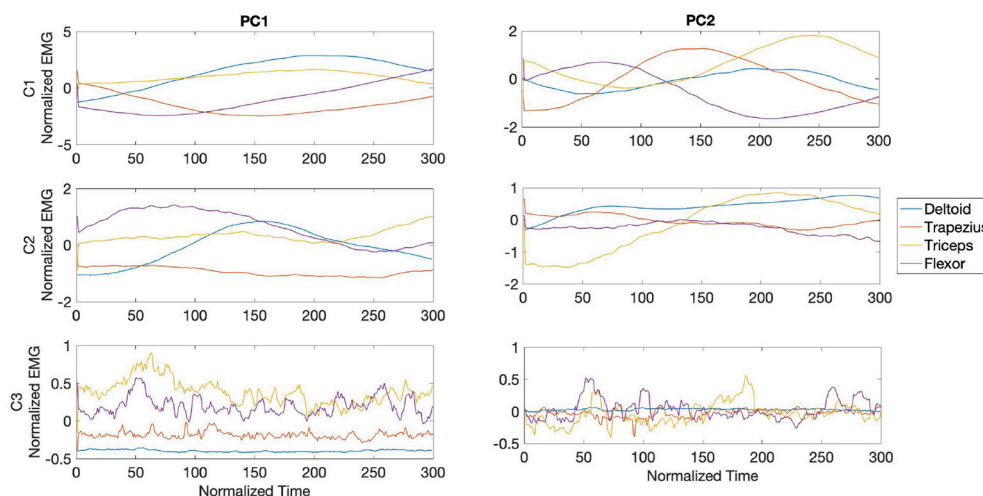 PC1
PC2
C1
Normalized EMG
5
0
-5
0 50 100 150 200 250 300
2
0
-2
0 50 100 150 200 250 300
C2
Normalized EMG
2
0
-2
0 50 100 150 200 250 300
1
0
-1
-2
0 50 100 150 200 250 300
Deltoid
Trapezius
Triceps
Flexor
C3
Normalized EMG
1
0.5
0
-0.5
0 50 100 150 200 250 300
Normalized Time
1
0.5
0
-0.5
0 50 100 150 200 250 300
Normalized Time